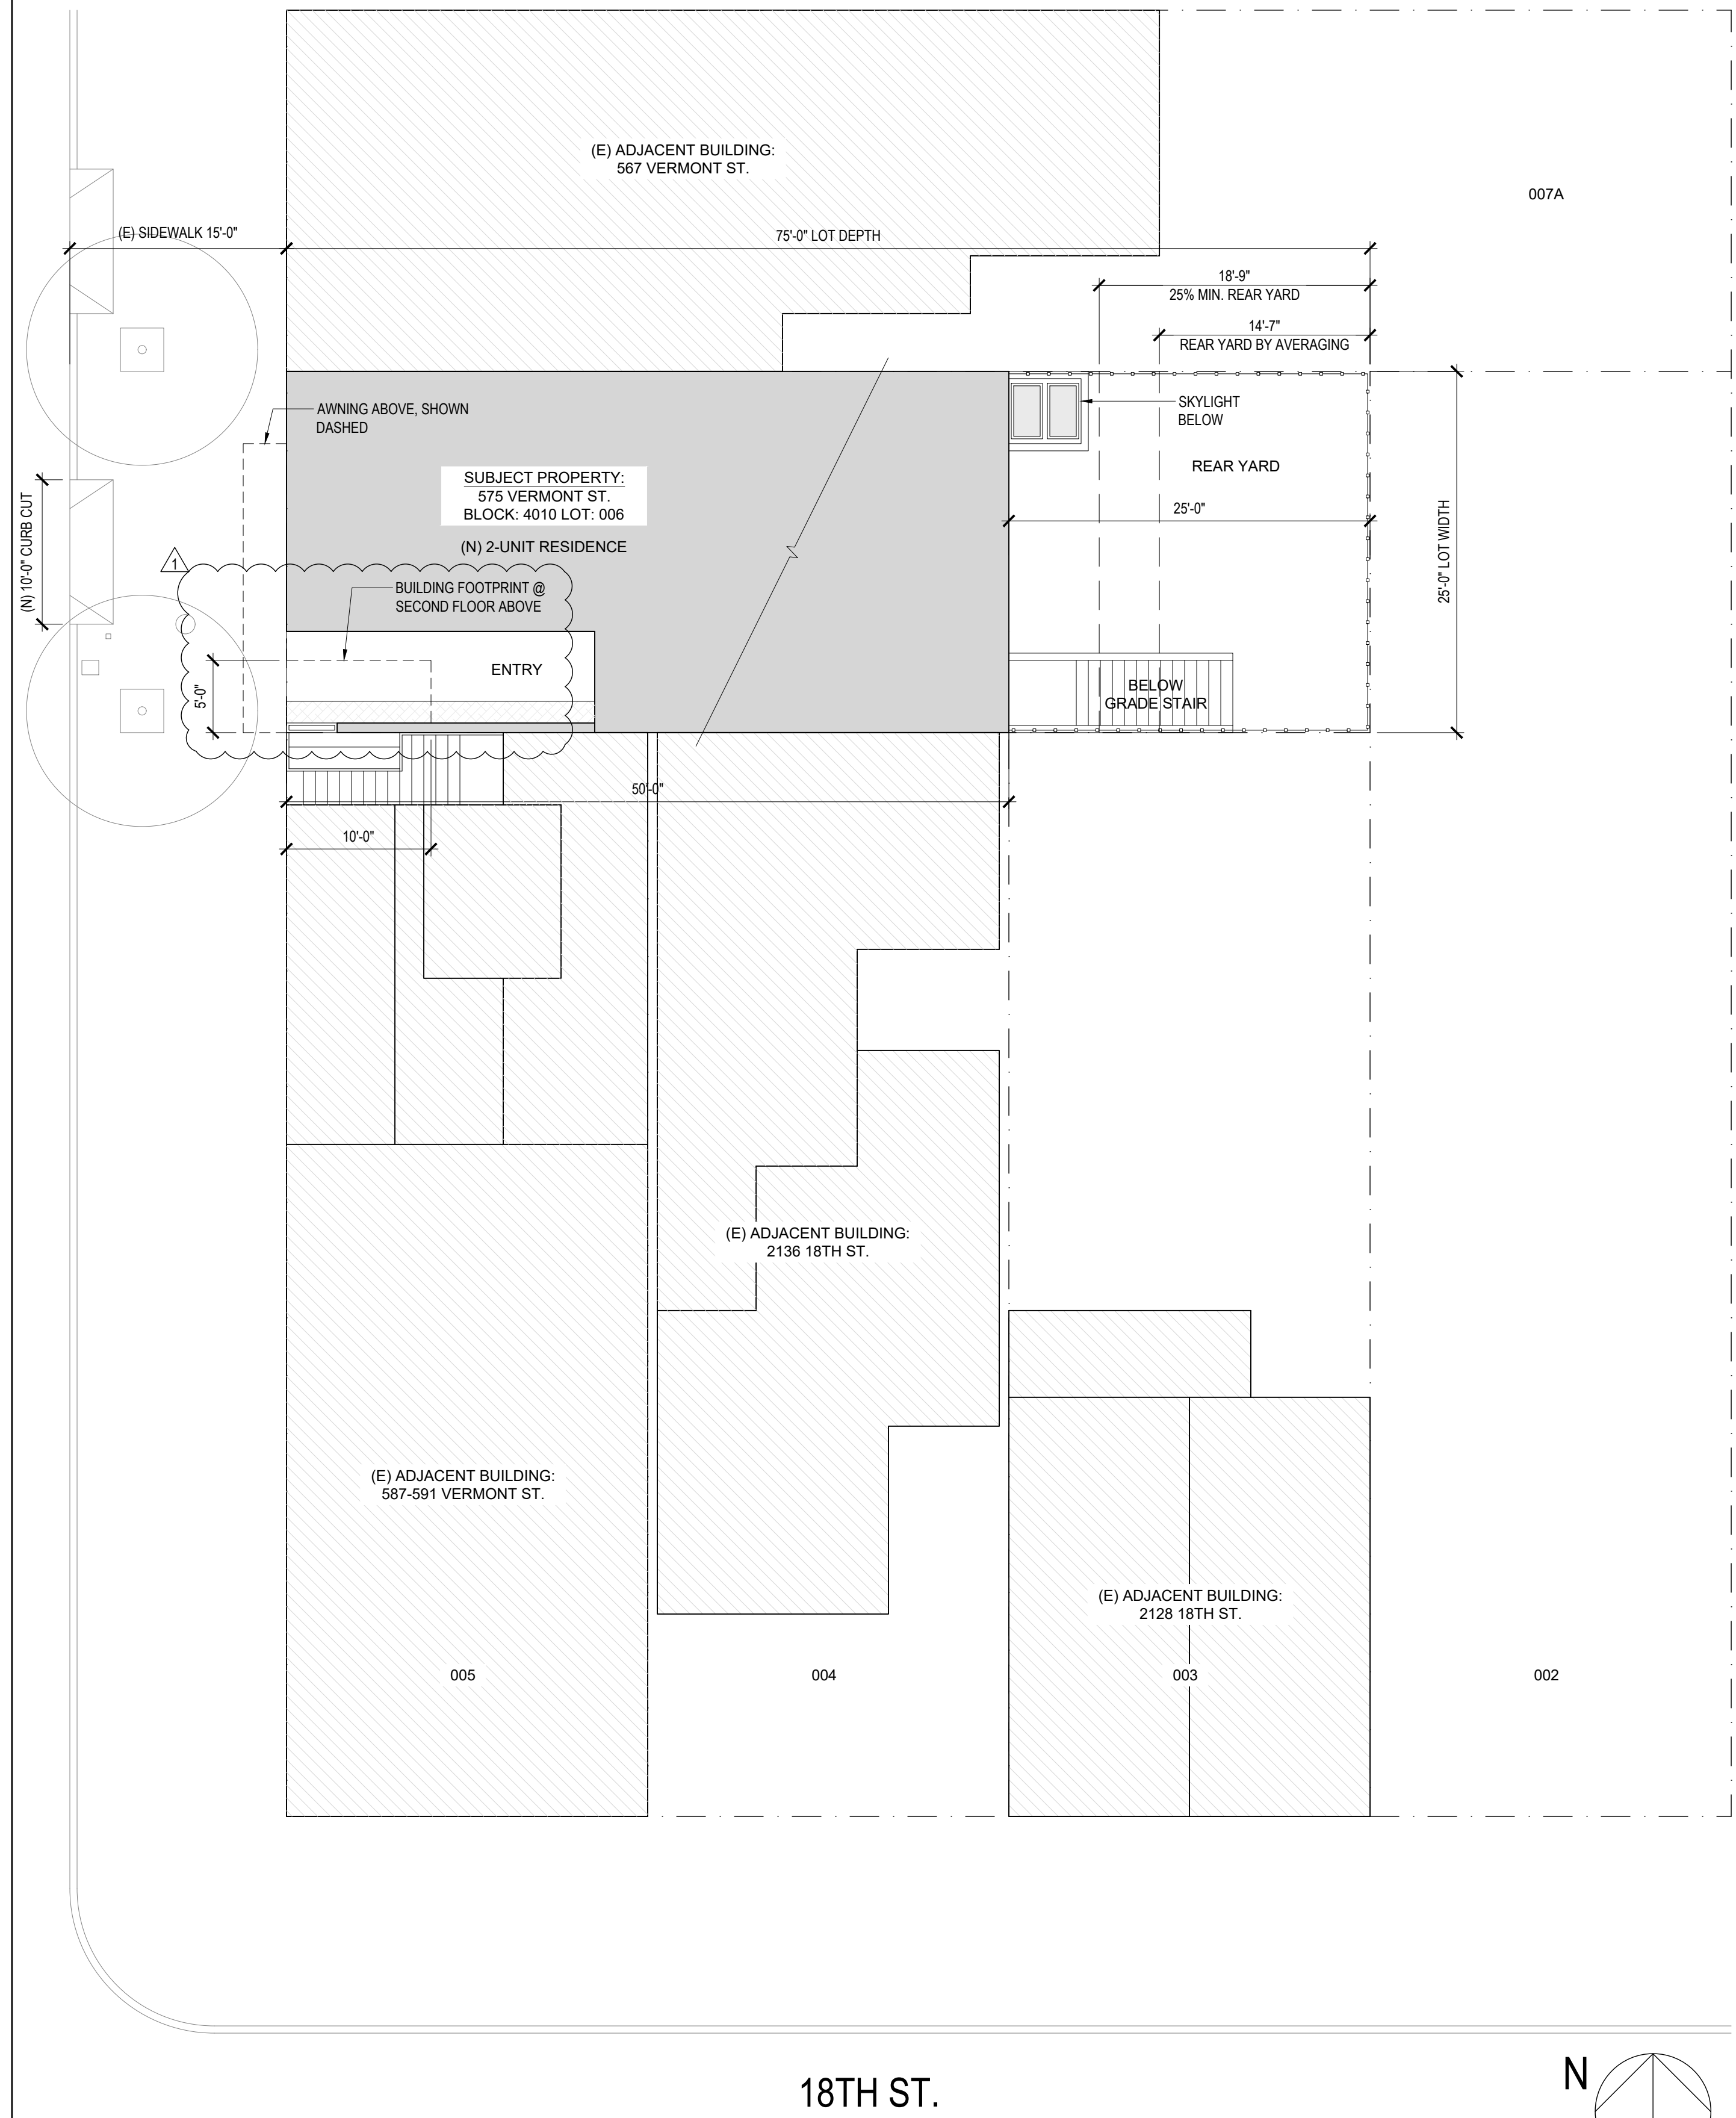 (E) ADJACENT BUILDING:
567 VERMONT ST.
007A
(E) SIDEWALK 15'-0"
75'-0" LOT DEPTH
18'-9"
25% MIN. REAR YARD
14'-7"
REAR YARD BY AVERAGING
AWNING ABOVE, SHOWN
DASHED
SKYLIGHT
BELOW
REAR YARD
SUBJECT PROPERTY:
575 VERMONT ST.
BLOCK: 4010 LOT: 006
(N) 2-UNIT RESIDENCE
25'-0"
25'-0" LOT WIDTH
(N) 10'-0" CURB CUT
1
BUILDING FOOTPRINT @
SECOND FLOOR ABOVE
ENTRY
5'-0"
BELOW
GRADE STAIR
50'-0"
10'-0"
(E) ADJACENT BUILDING:
2136 18TH ST.
(E) ADJACENT BUILDING:
587-591 VERMONT ST.
(E) ADJACENT BUILDING:
2128 18TH ST.
005
004
003
002
18TH ST.
N